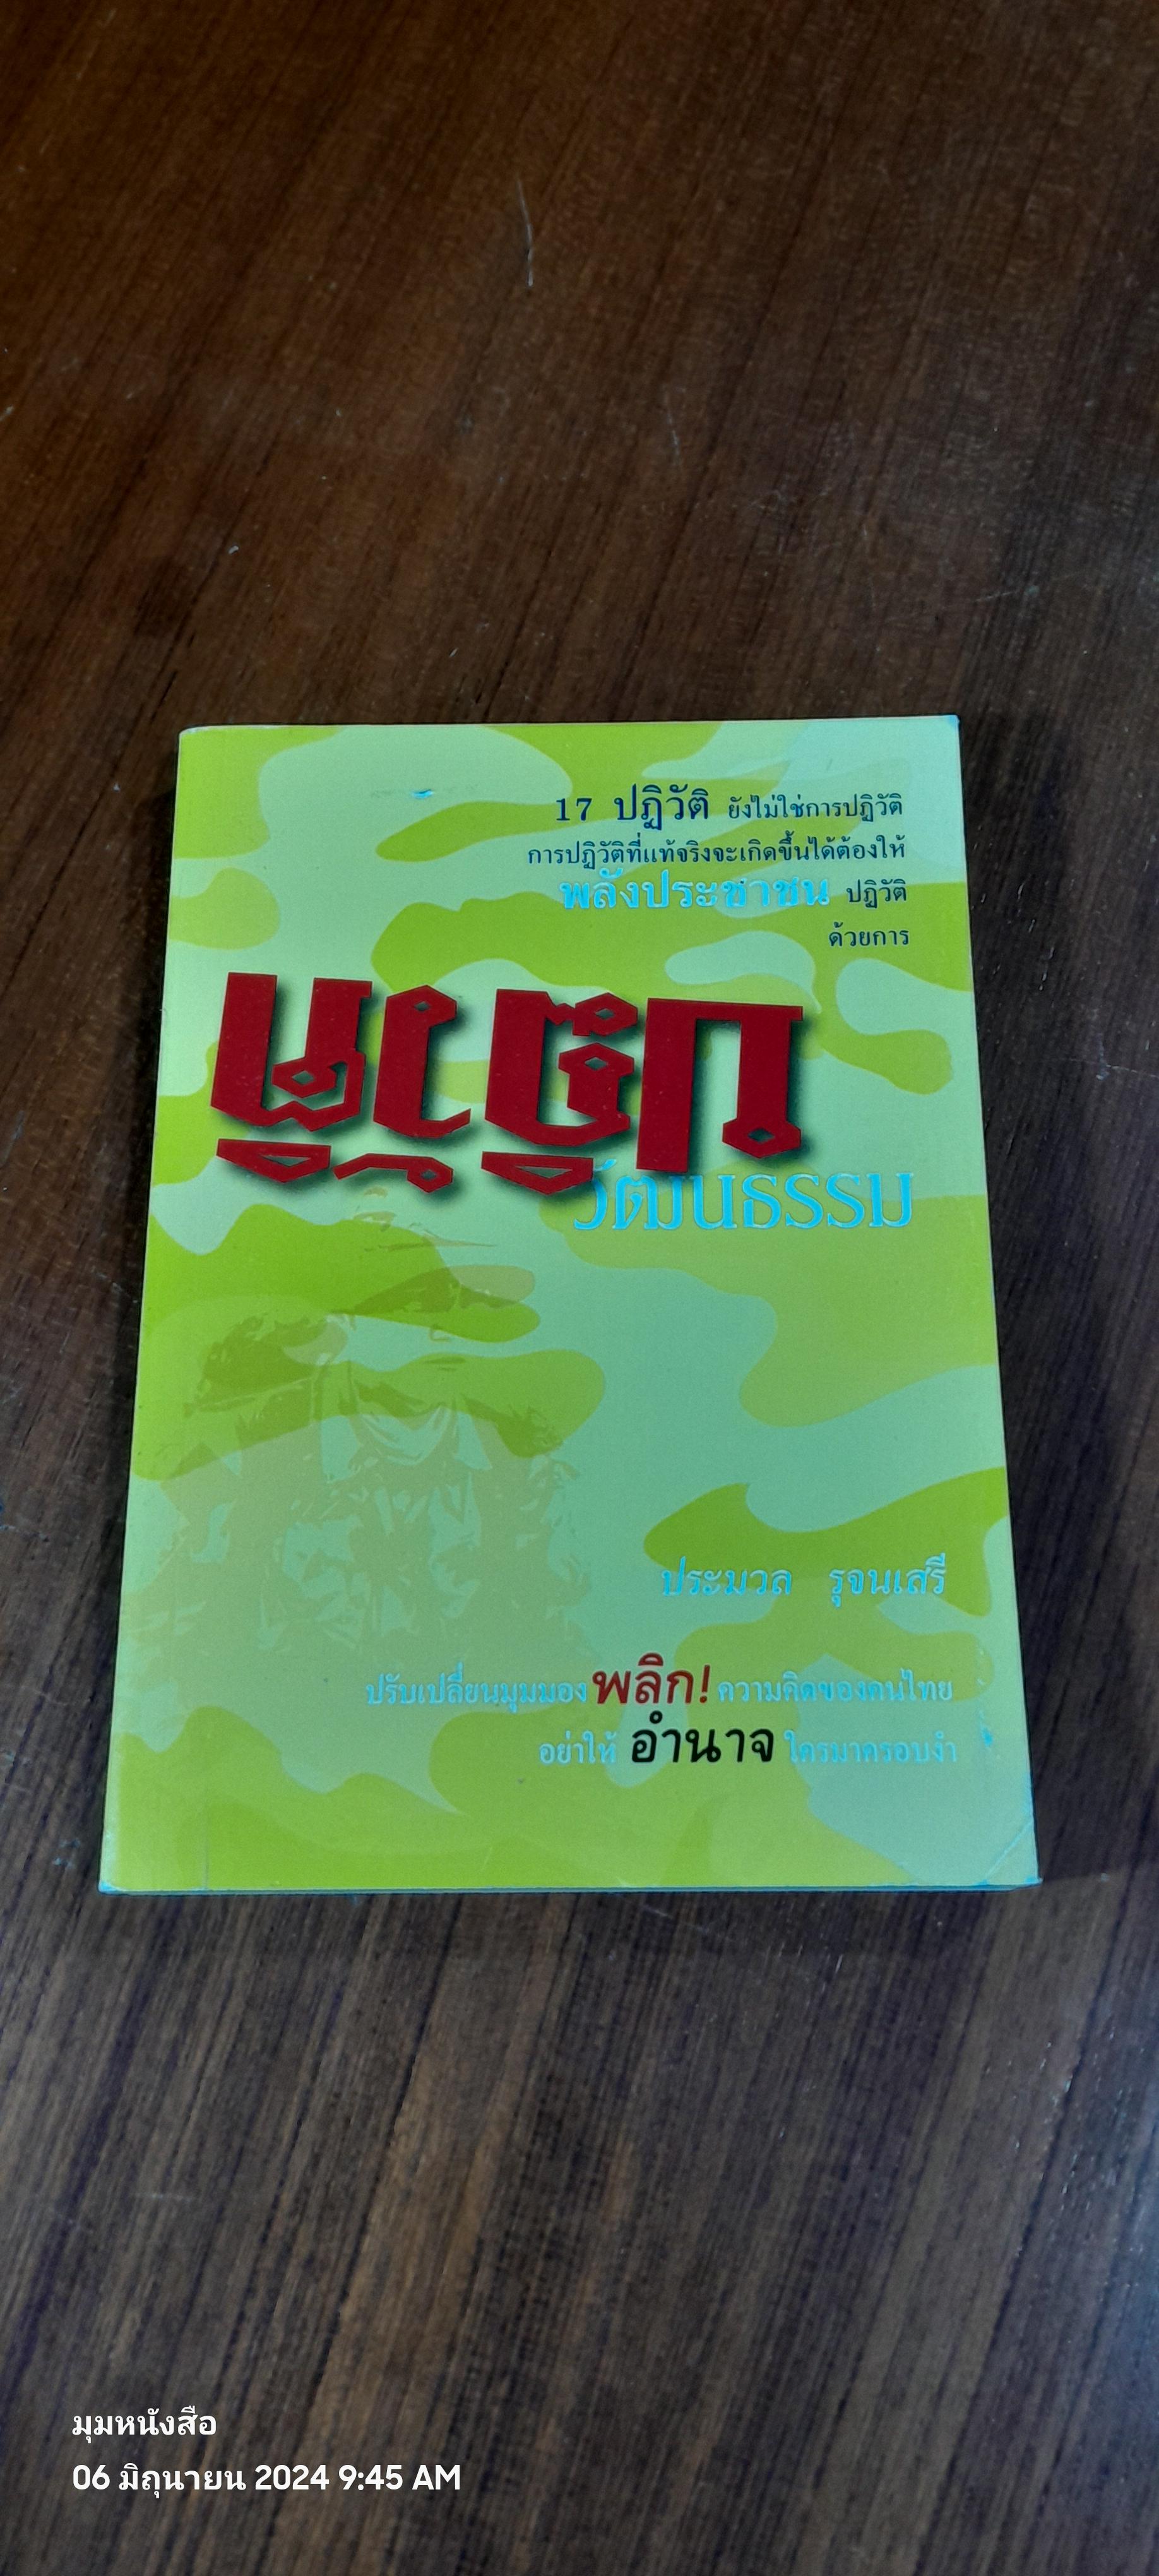 17 ปฏิวัติ ยังไม่ใช่การปฏิวัติ
การปฏิวัติที่แท้จริงจะเกิดขึ้นได้ต้องให้
พลังประชาชน ปฏิวัติ
ด้วยการ
ปฏิวัติ
วัฒนธรรม
ประมวล รุจนเสรี
ปรับเปลี่ยนมุมมอง พลิก! ความคิดของคนไทย
อย่าให้ อำนาจ ใครมาครอบงำ
มุมหนังสือ
06 มิถุนายน 2024 9:45 AM